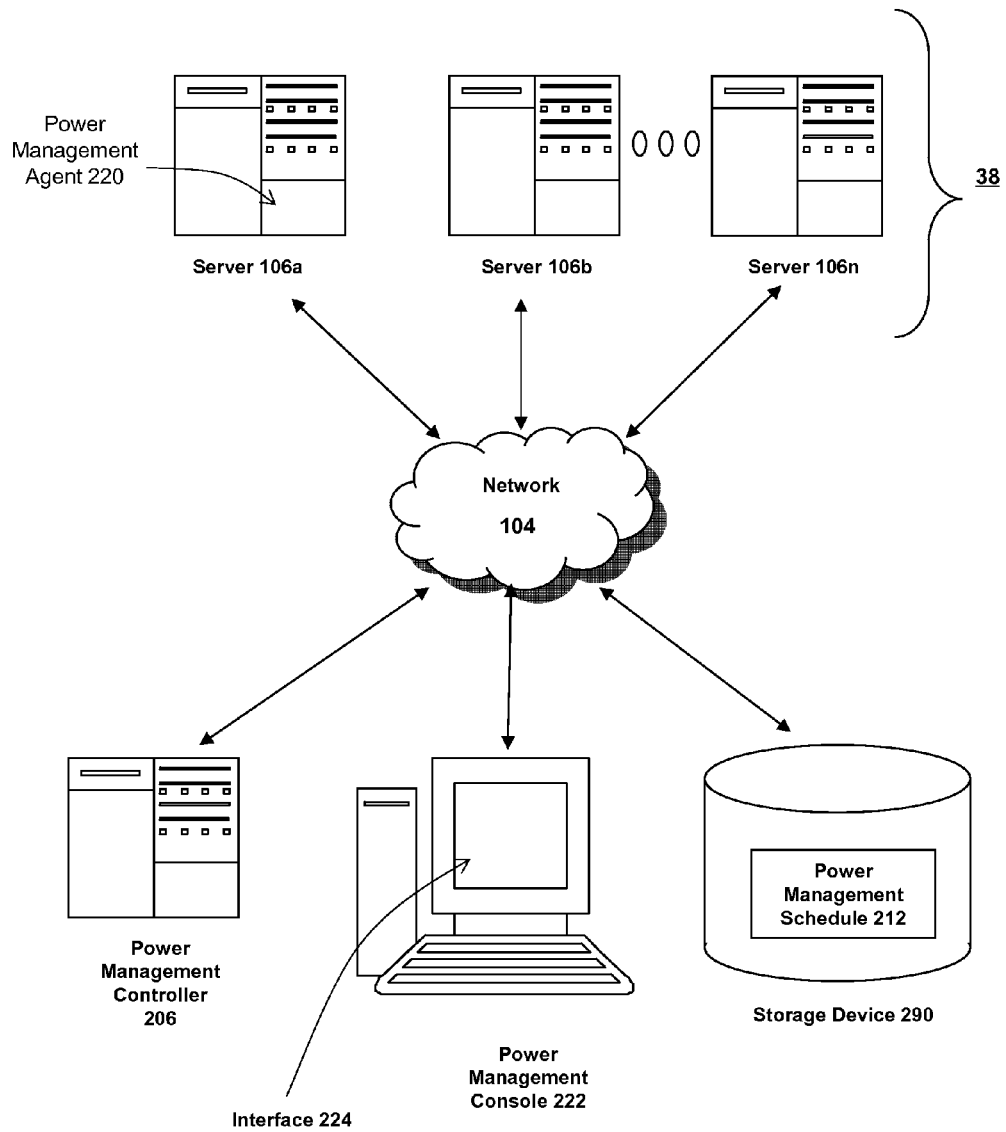 Power
Management
Agent 220
38
Server 106a
Server 106b
Server 106n
Network
104
Power
Management
Schedule 212
Power
Management
Controller
206
Storage Device 290
Power
Management
Console 222
Interface 224